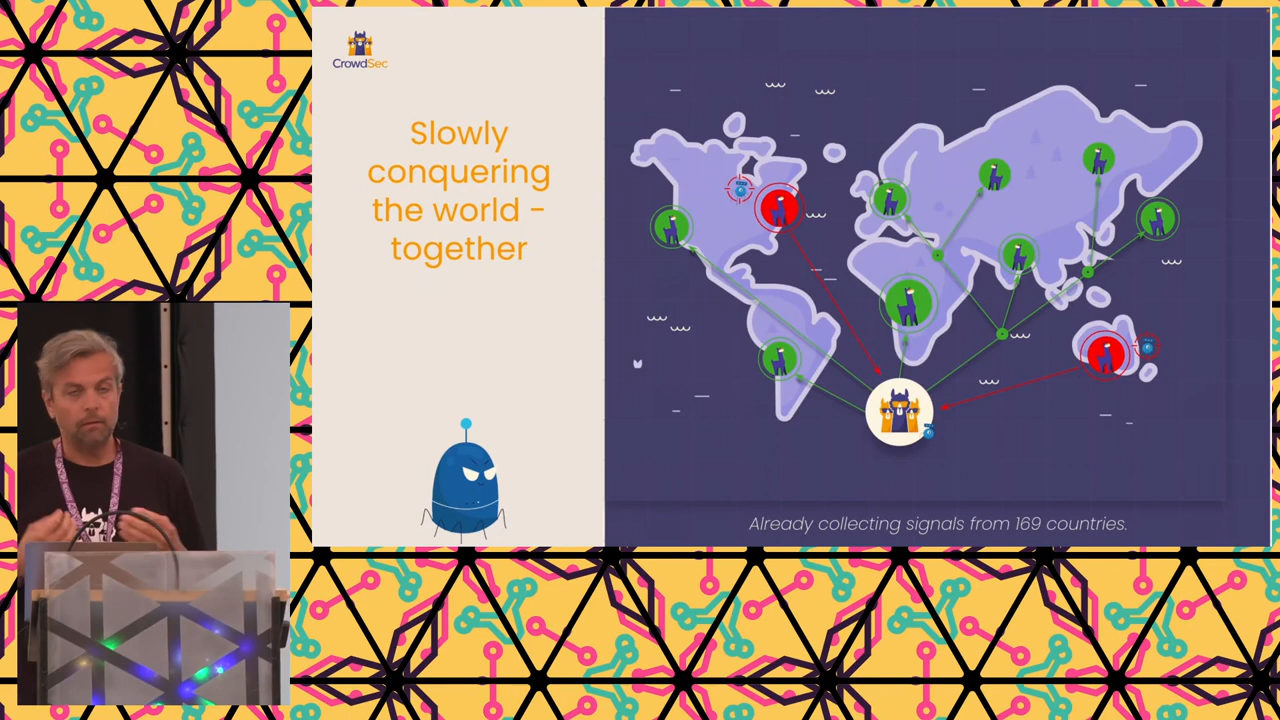 CrowdSec
Slowly
conquering
the world -
together
Already collecting signals from 169 countries.